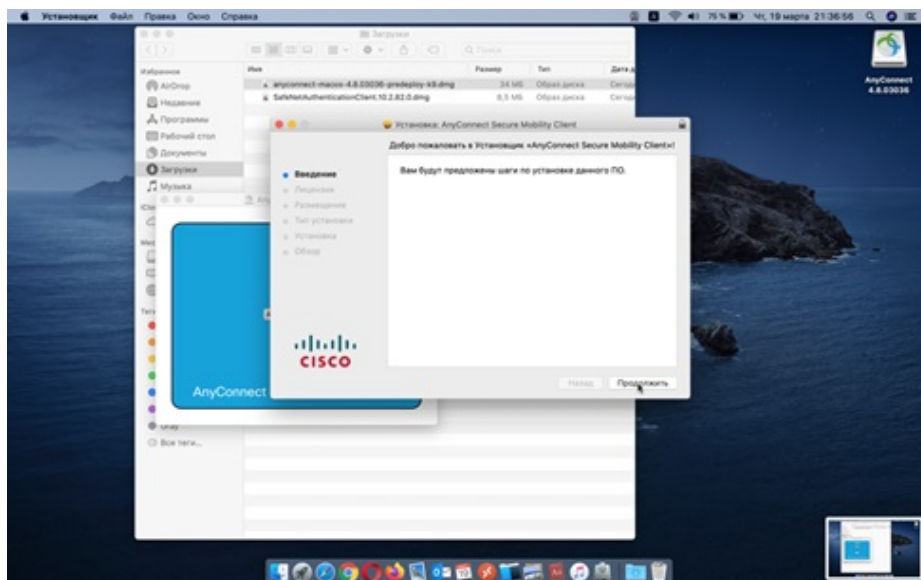 Установщик Файл Правка Окно Справка
75 % Чт, 19 марта 21:36:56
Загрузки
Поиск
Имя Размер Тип Дата д
anyconnect-macos-4.8.03036-predeploy-k9.dmg 34 МБ Образ диска
SafeNetAuthenticationClient.10.2.82.0.dmg 8,5 МБ Образ диска
Избранное
AirDrop
Недавние
Программы
Рабочий стол
Документы
Загрузки
Музыка
Теги
Gray
Все теги...
AnyConnect
AnyConnect
4.8.03036
Установка: AnyConnect Secure Mobility Client
Добро пожаловать в Установщик «AnyConnect Secure Mobility Client»!
Введение
Лицензия
Размещение
Тип установки
Установка
Обзор
Вам будут предложены шаги по установке данного ПО.
CISCO
Назад Продолжить